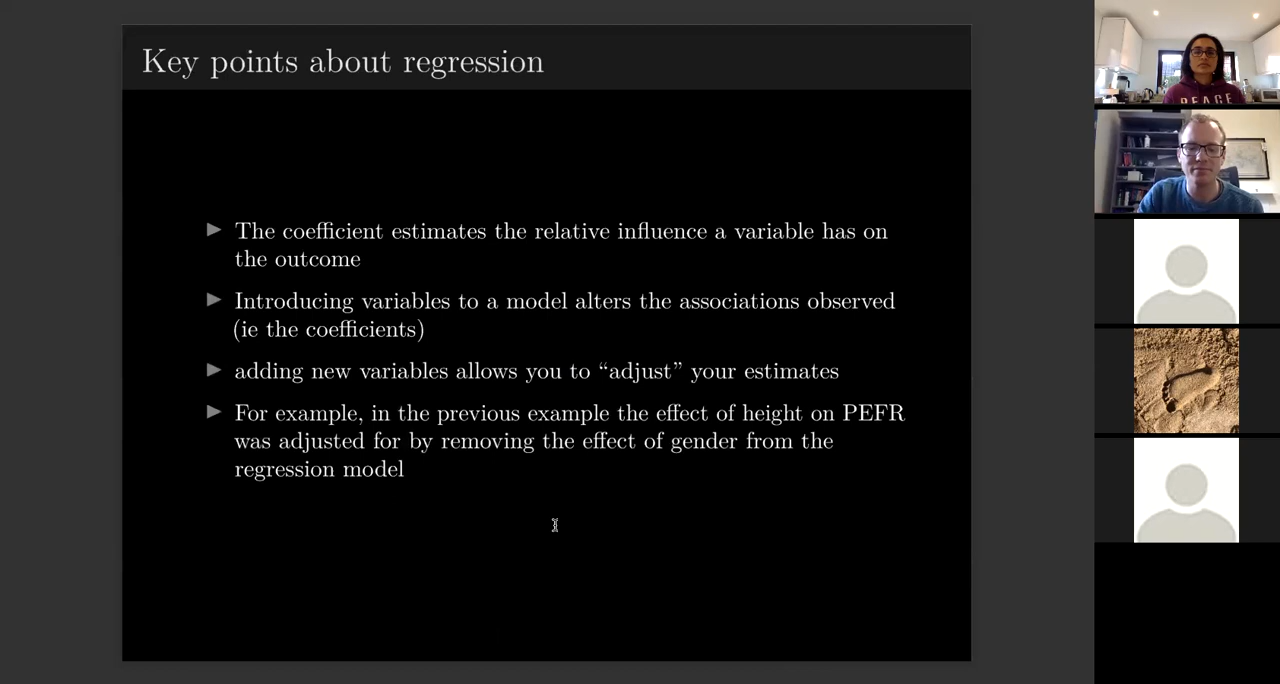 Key points about regression
The coefficient estimates the relative influence a variable has on
the outcome
Introducing variables to a model alters the associations observed
(ie the coefficients)
adding new variables allows you to “adjust” your estimates
For example, in the previous example the effect of height on PEFR
was adjusted for by removing the effect of gender from the
regression model
PEACE